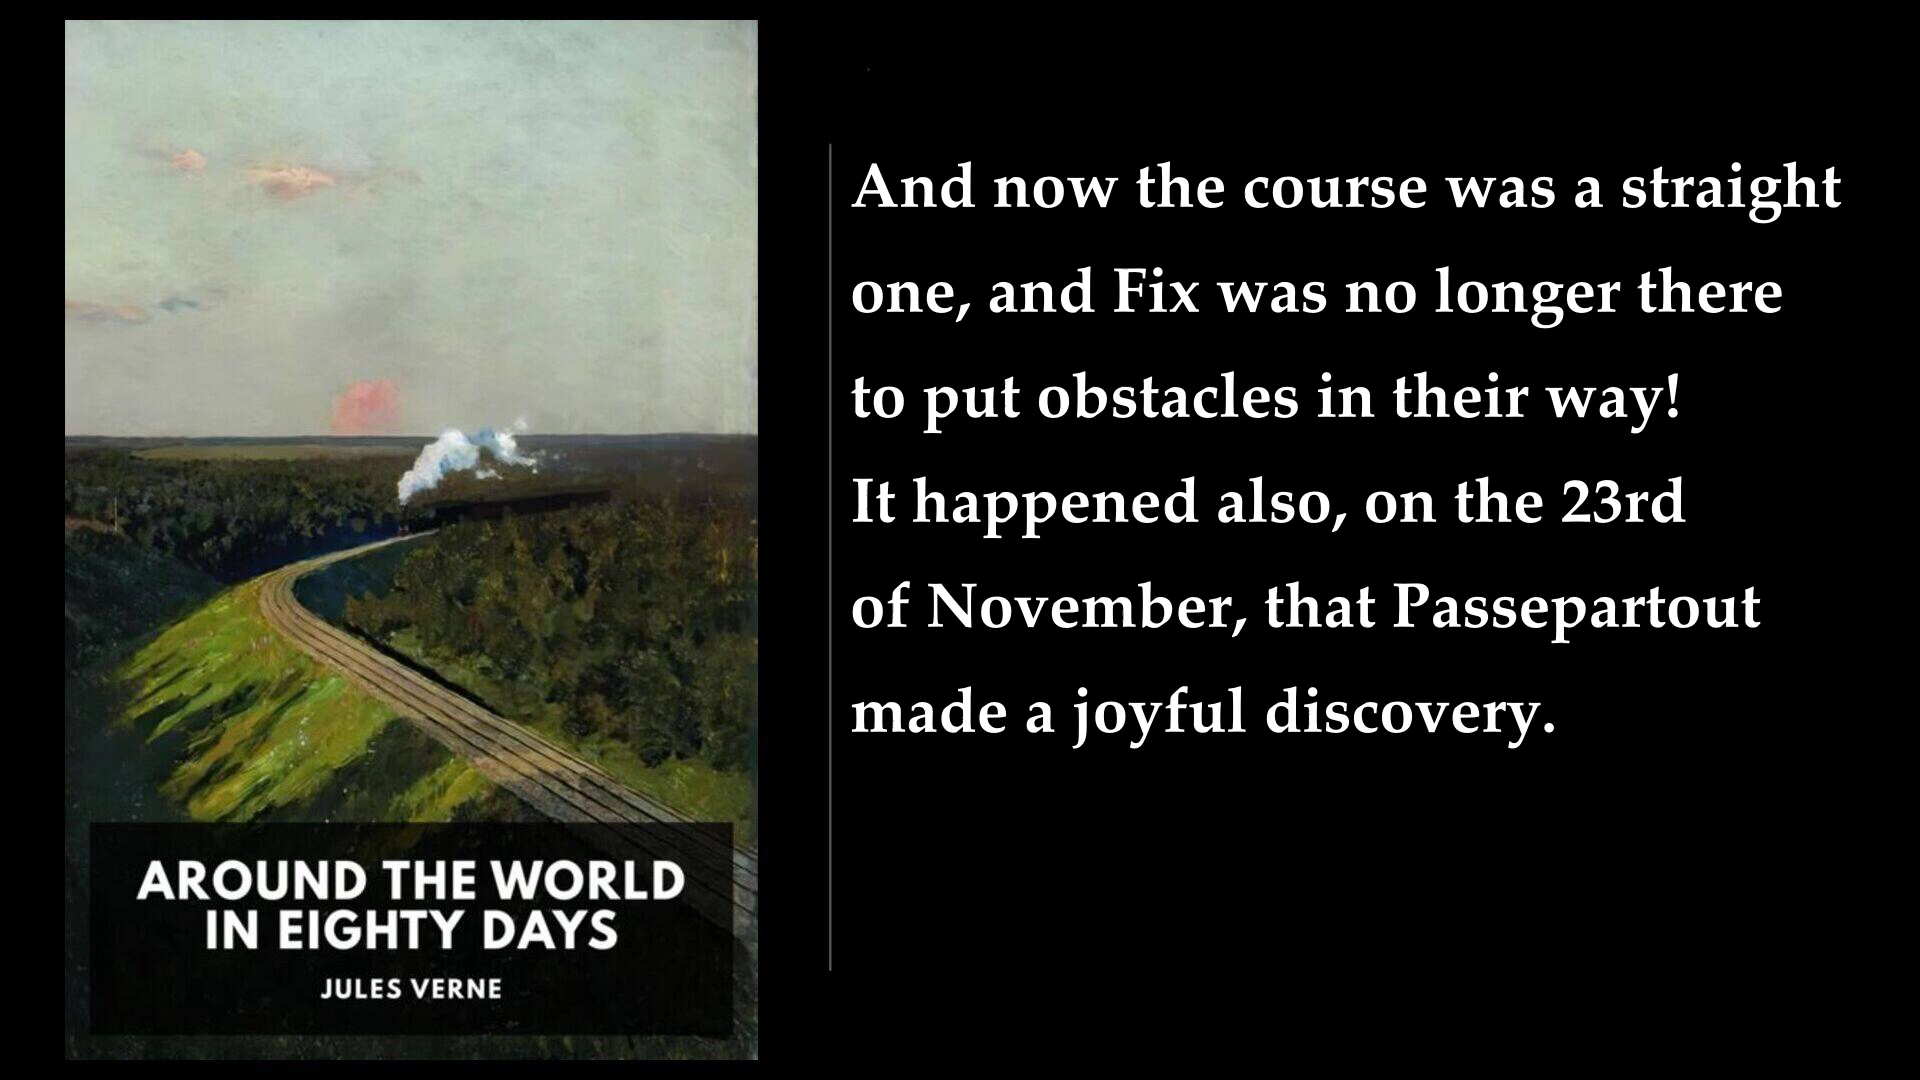 And now the course was a straight
one, and Fix was no longer there
to put obstacles in their way!
It happened also, on the 23rd
of November, that Passepartout
made a joyful discovery.
AROUND THE WORLD
IN EIGHTY DAYS
JULES VERNE